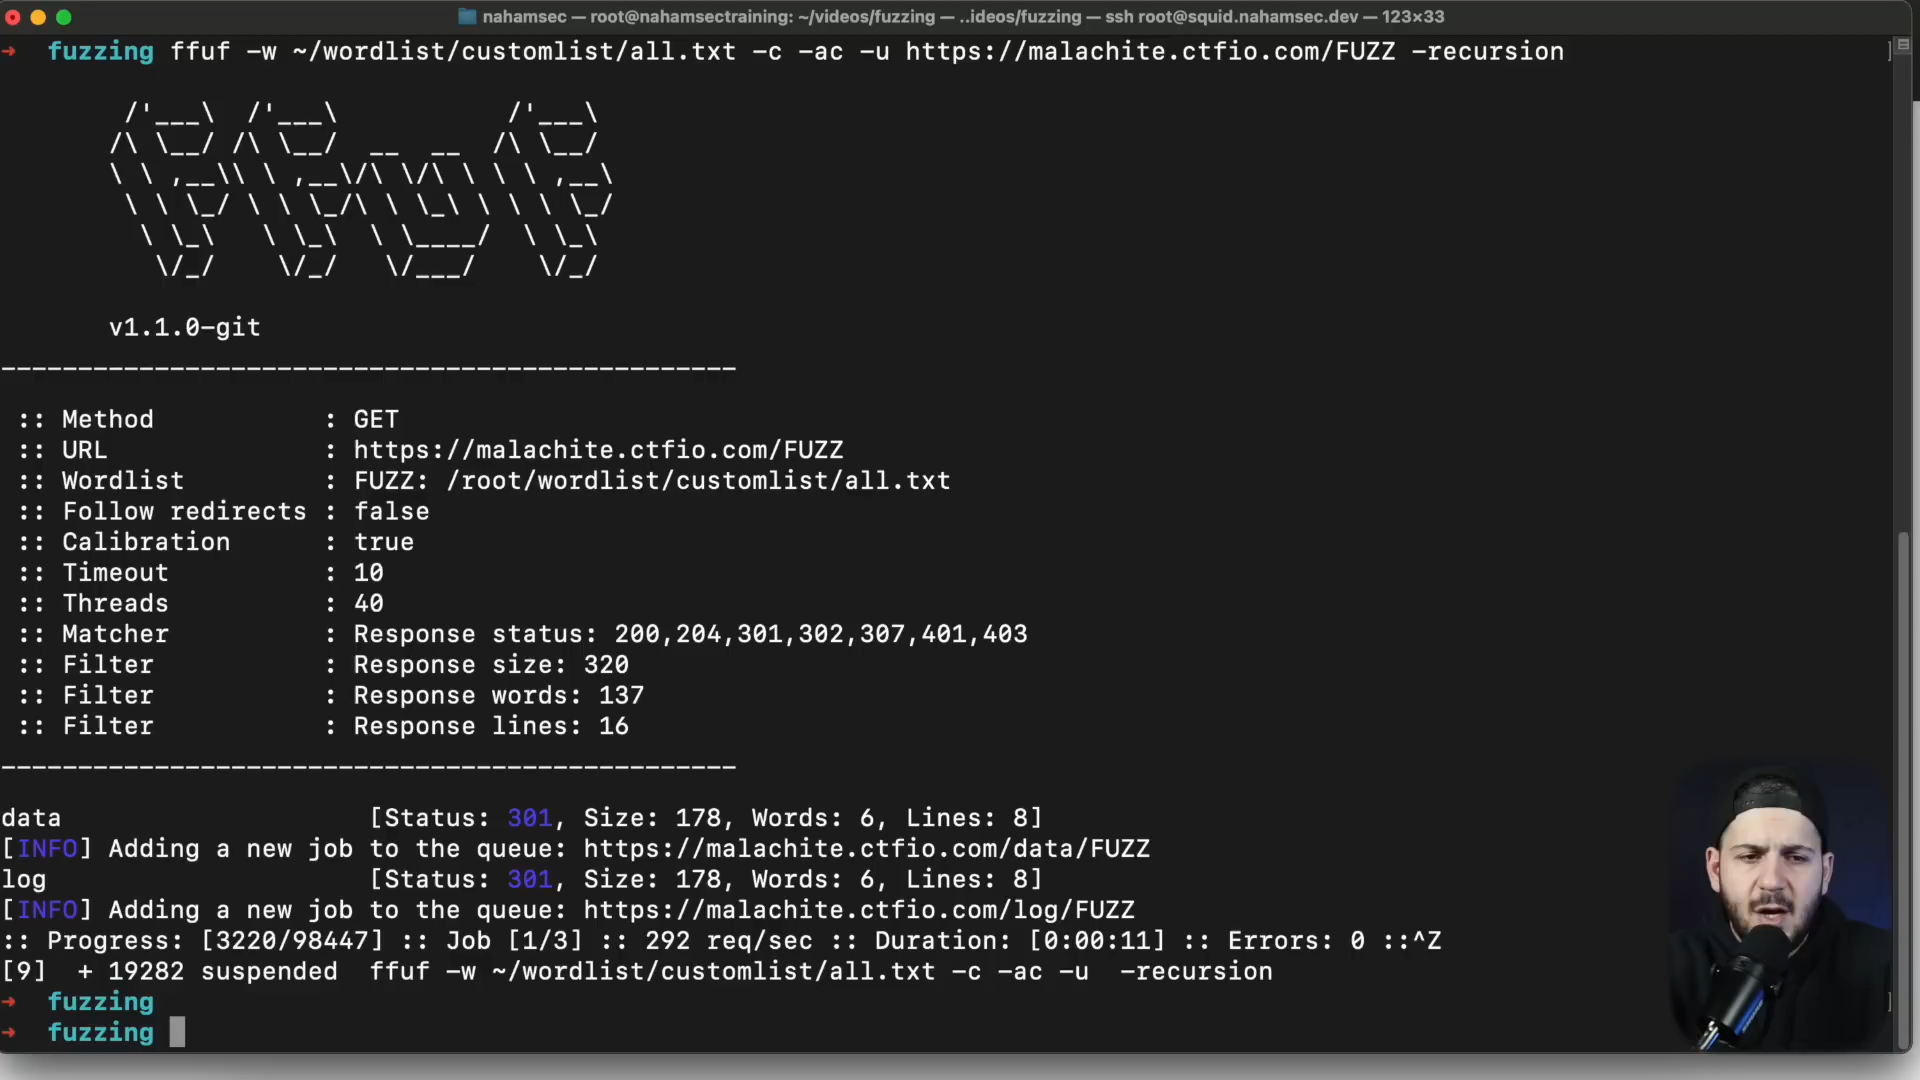 nahamsec — root@nahamsectraining: ~/videos/fuzzing — ..ideos/fuzzing — ssh root@squid.nahamsec.dev — 123×33
➜  fuzzing ffuf -w ~/wordlist/customlist/all.txt -c -ac -u https://malachite.ctfio.com/FUZZ -recursion
        /'___\  /'___\           /'___\
       /\ \__/ /\ \__/  __  __  /\ \__/
       \ \ ,__\\ \ ,__\/\ \/\ \ \ \ ,__\
        \ \ \_/ \ \ \_/\ \ \_\ \ \ \ \_/
         \ \_\   \ \_\  \ \____/  \ \_\
          \/_/    \/_/   \/___/    \/_/
       v1.1.0-git
________________________________________________
 :: Method           : GET
 :: URL              : https://malachite.ctfio.com/FUZZ
 :: Wordlist         : FUZZ: /root/wordlist/customlist/all.txt
 :: Follow redirects : false
 :: Calibration      : true
 :: Timeout          : 10
 :: Threads          : 40
 :: Matcher          : Response status: 200,204,301,302,307,401,403
 :: Filter           : Response size: 320
 :: Filter           : Response words: 137
 :: Filter           : Response lines: 16
________________________________________________
data                    [Status: 301, Size: 178, Words: 6, Lines: 8]
[INFO] Adding a new job to the queue: https://malachite.ctfio.com/data/FUZZ
log                     [Status: 301, Size: 178, Words: 6, Lines: 8]
[INFO] Adding a new job to the queue: https://malachite.ctfio.com/log/FUZZ
:: Progress: [3220/98447] :: Job [1/3] :: 292 req/sec :: Duration: [0:00:11] :: Errors: 0 ::^Z
[9]  + 19282 suspended  ffuf -w ~/wordlist/customlist/all.txt -c -ac -u  -recursion
➜  fuzzing
➜  fuzzing